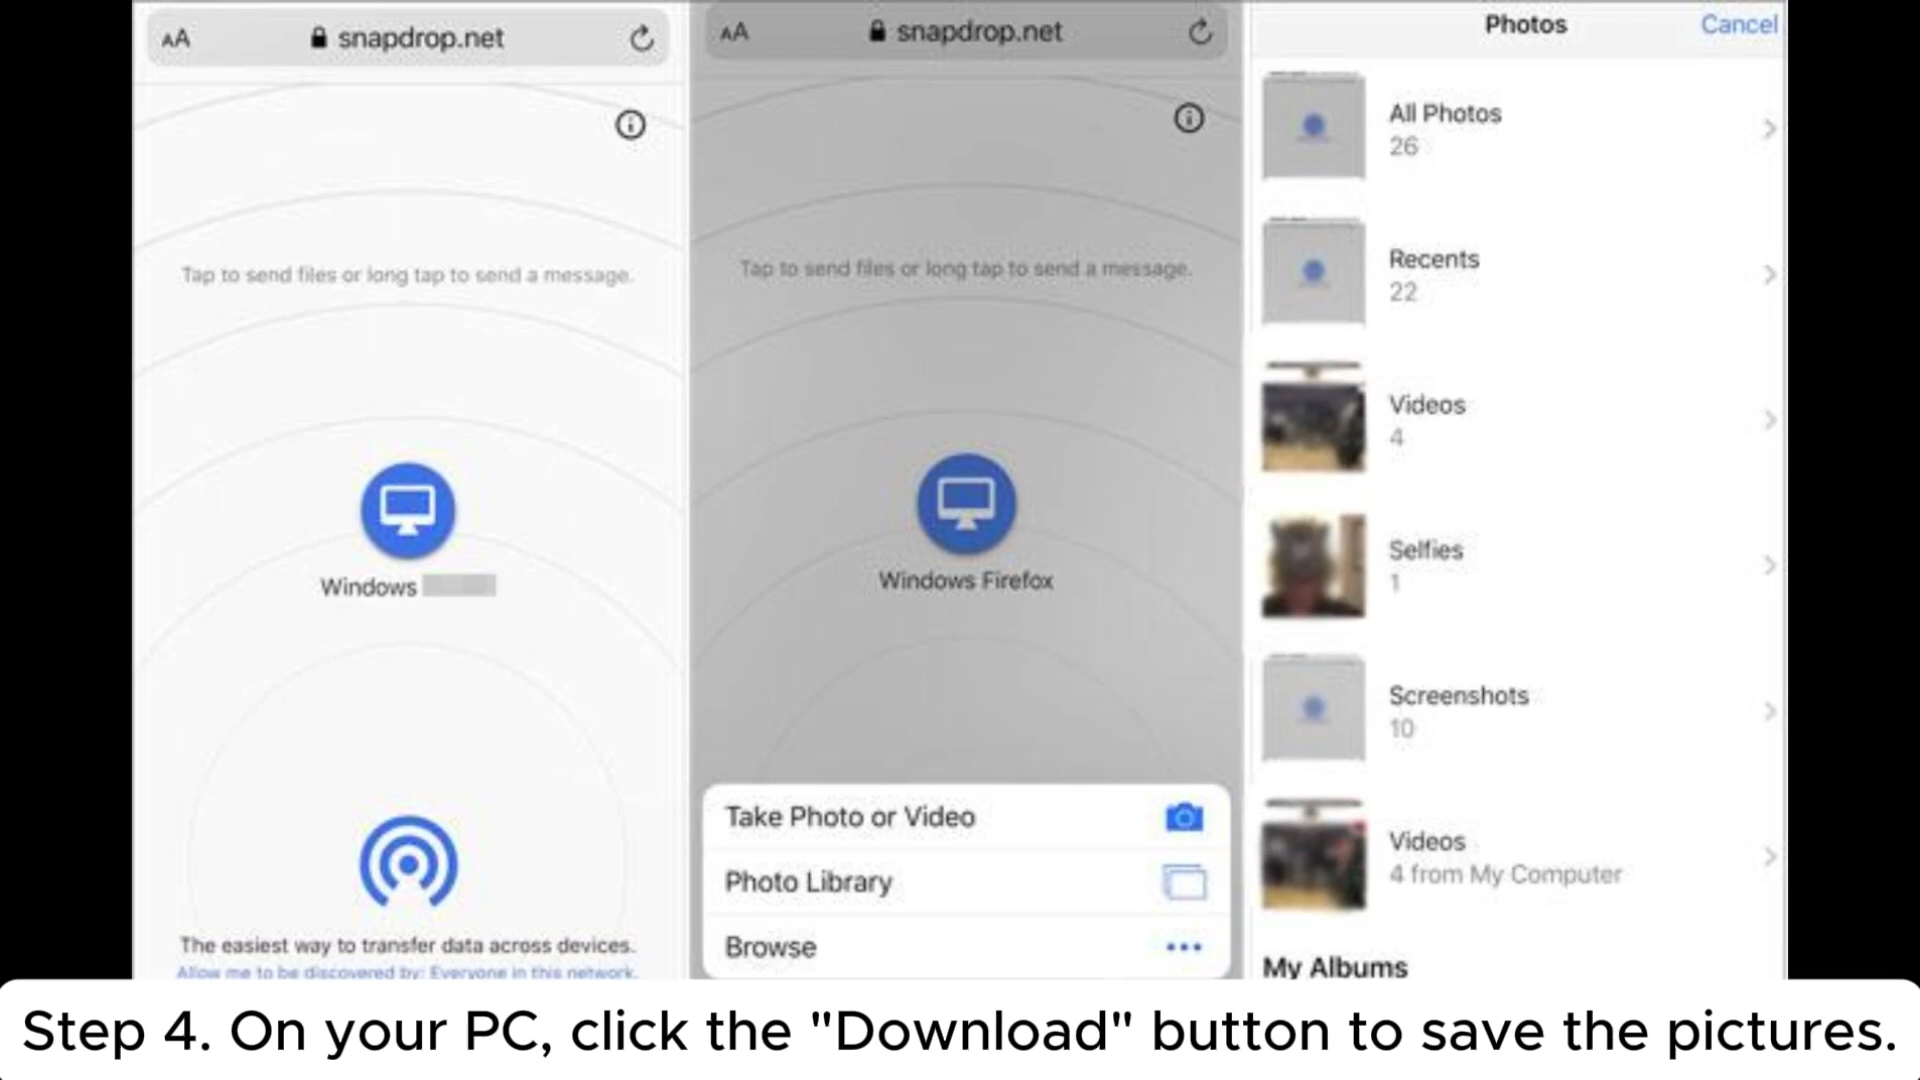 AA snapdrop.net
Tap to send files or long tap to send a message.
Windows
The easiest way to transfer data across devices.
Allow me to be discovered by: Everyone in this network.
AA snapdrop.net
Tap to send files or long tap to send a message.
Windows Firefox
Take Photo or Video
Photo Library
Browse
Photos Cancel
All Photos
26
Recents
22
Videos
4
Selfies
1
Screenshots
10
Videos
4 from My Computer
My Albums
Step 4. On your PC, click the "Download" button to save the pictures.